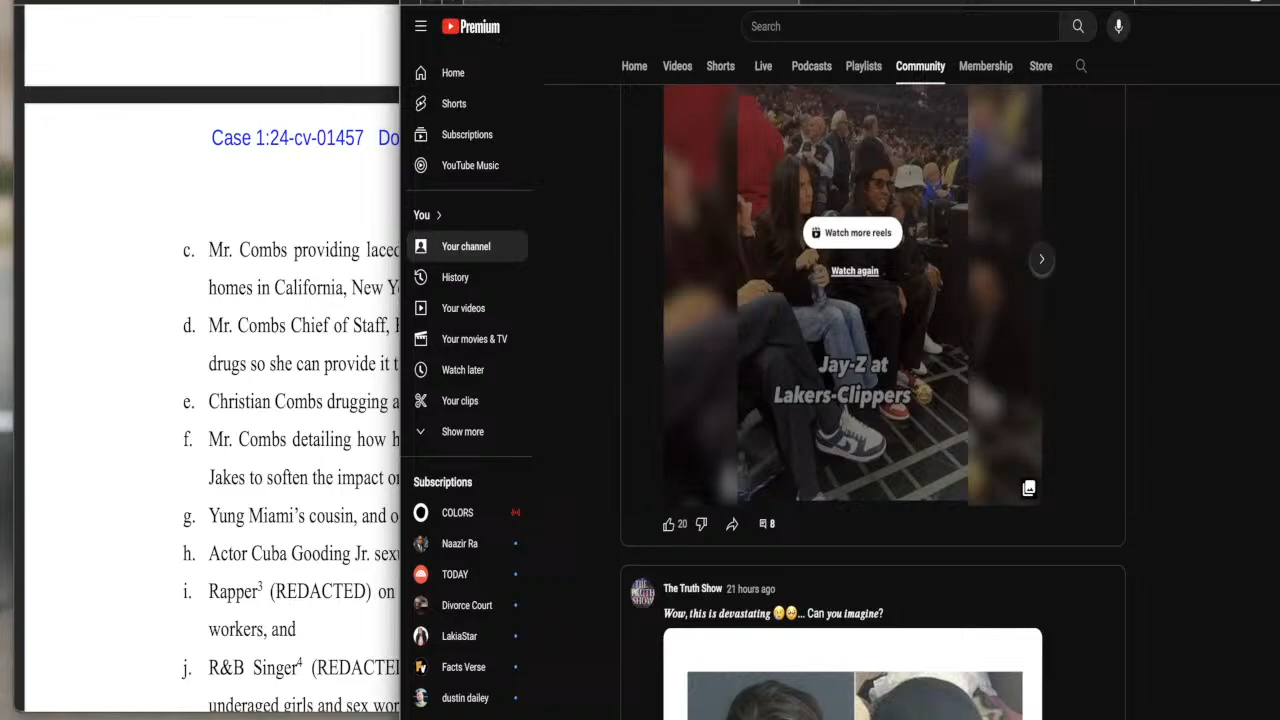 Case 1:24-cv-01457 Do
c. Mr. Combs providing laced
homes in California, New Y
d. Mr. Combs Chief of Staff,
drugs so she can provide it t
e. Christian Combs drugging a
f. Mr. Combs detailing how h
Jakes to soften the impact o
g. Yung Miami's cousin, and o
h. Actor Cuba Gooding Jr. sex
i. Rapper³ (REDACTED) on
workers, and
j. R&B Singer⁴ (REDACTE
underaged girls and sex wor
Premium
Search
Home Videos Shorts Live Podcasts Playlists Community Membership Store
Home
Shorts
Subscriptions
YouTube Music
You
Your channel
History
Your videos
Your movies & TV
Watch later
Your clips
Show more
Subscriptions
COLORS
Naazir Ra
TODAY
Divorce Court
LakiaStar
Facts Verse
dustin dailey
Watch more reels
Watch again
Jay-Z at
Lakers-Clippers
20 8
THE TRUTH SHOW
The Truth Show 21 hours ago
Wow, this is devastating 😢🥺... Can you imagine?